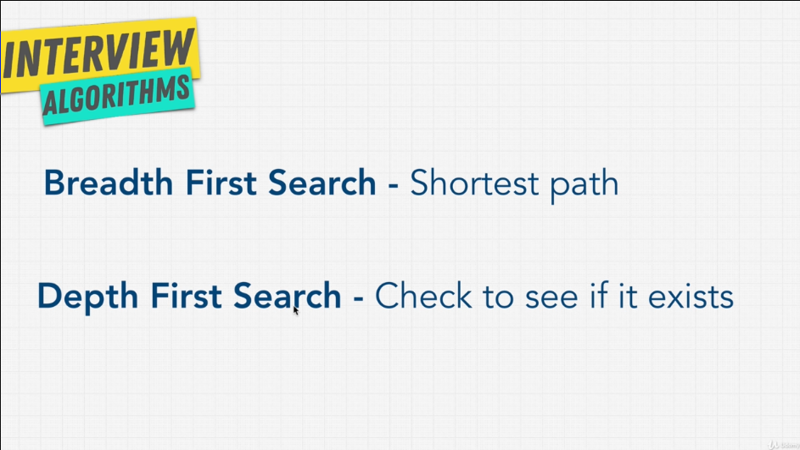 INTERVIEW
ALGORITHMS
Breadth First Search - Shortest path
Depth First Search - Check to see if it exists